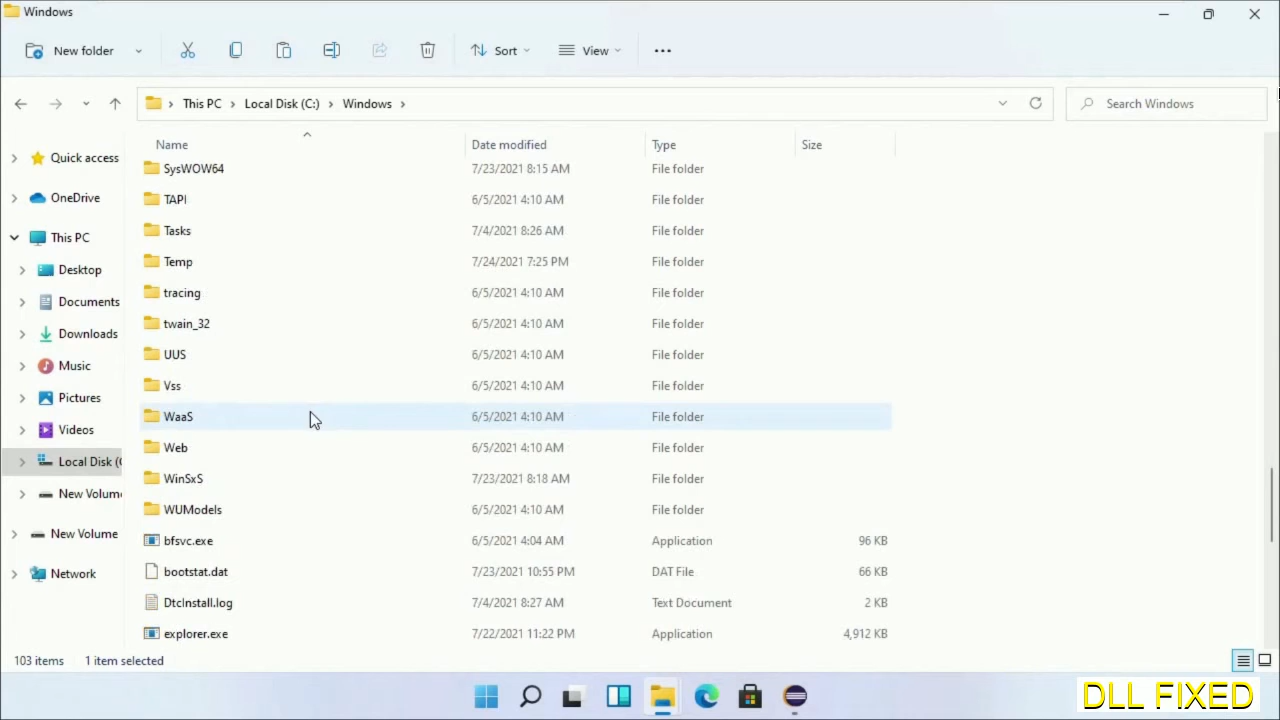 Windows
New folder Sort View
This PC Local Disk (C:) Windows Search Windows
Name Date modified Type Size
Quick access
OneDrive
This PC
Desktop
Documents
Downloads
Music
Pictures
Videos
Local Disk (C
New Volum
New Volume
Network
SysWOW64 7/23/2021 8:15 AM File folder
TAPI 6/5/2021 4:10 AM File folder
Tasks 7/4/2021 8:26 AM File folder
Temp 7/24/2021 7:25 PM File folder
tracing 6/5/2021 4:10 AM File folder
twain_32 6/5/2021 4:10 AM File folder
UUS 6/5/2021 4:10 AM File folder
Vss 6/5/2021 4:10 AM File folder
WaaS 6/5/2021 4:10 AM File folder
Web 6/5/2021 4:10 AM File folder
WinSxS 7/23/2021 8:18 AM File folder
WUModels 6/5/2021 4:10 AM File folder
bfsvc.exe 6/5/2021 4:04 AM Application 96 KB
bootstat.dat 7/23/2021 10:55 PM DAT File 66 KB
DtcInstall.log 7/4/2021 8:27 AM Text Document 2 KB
explorer.exe 7/22/2021 11:22 PM Application 4,912 KB
103 items 1 item selected
DLL FIXED